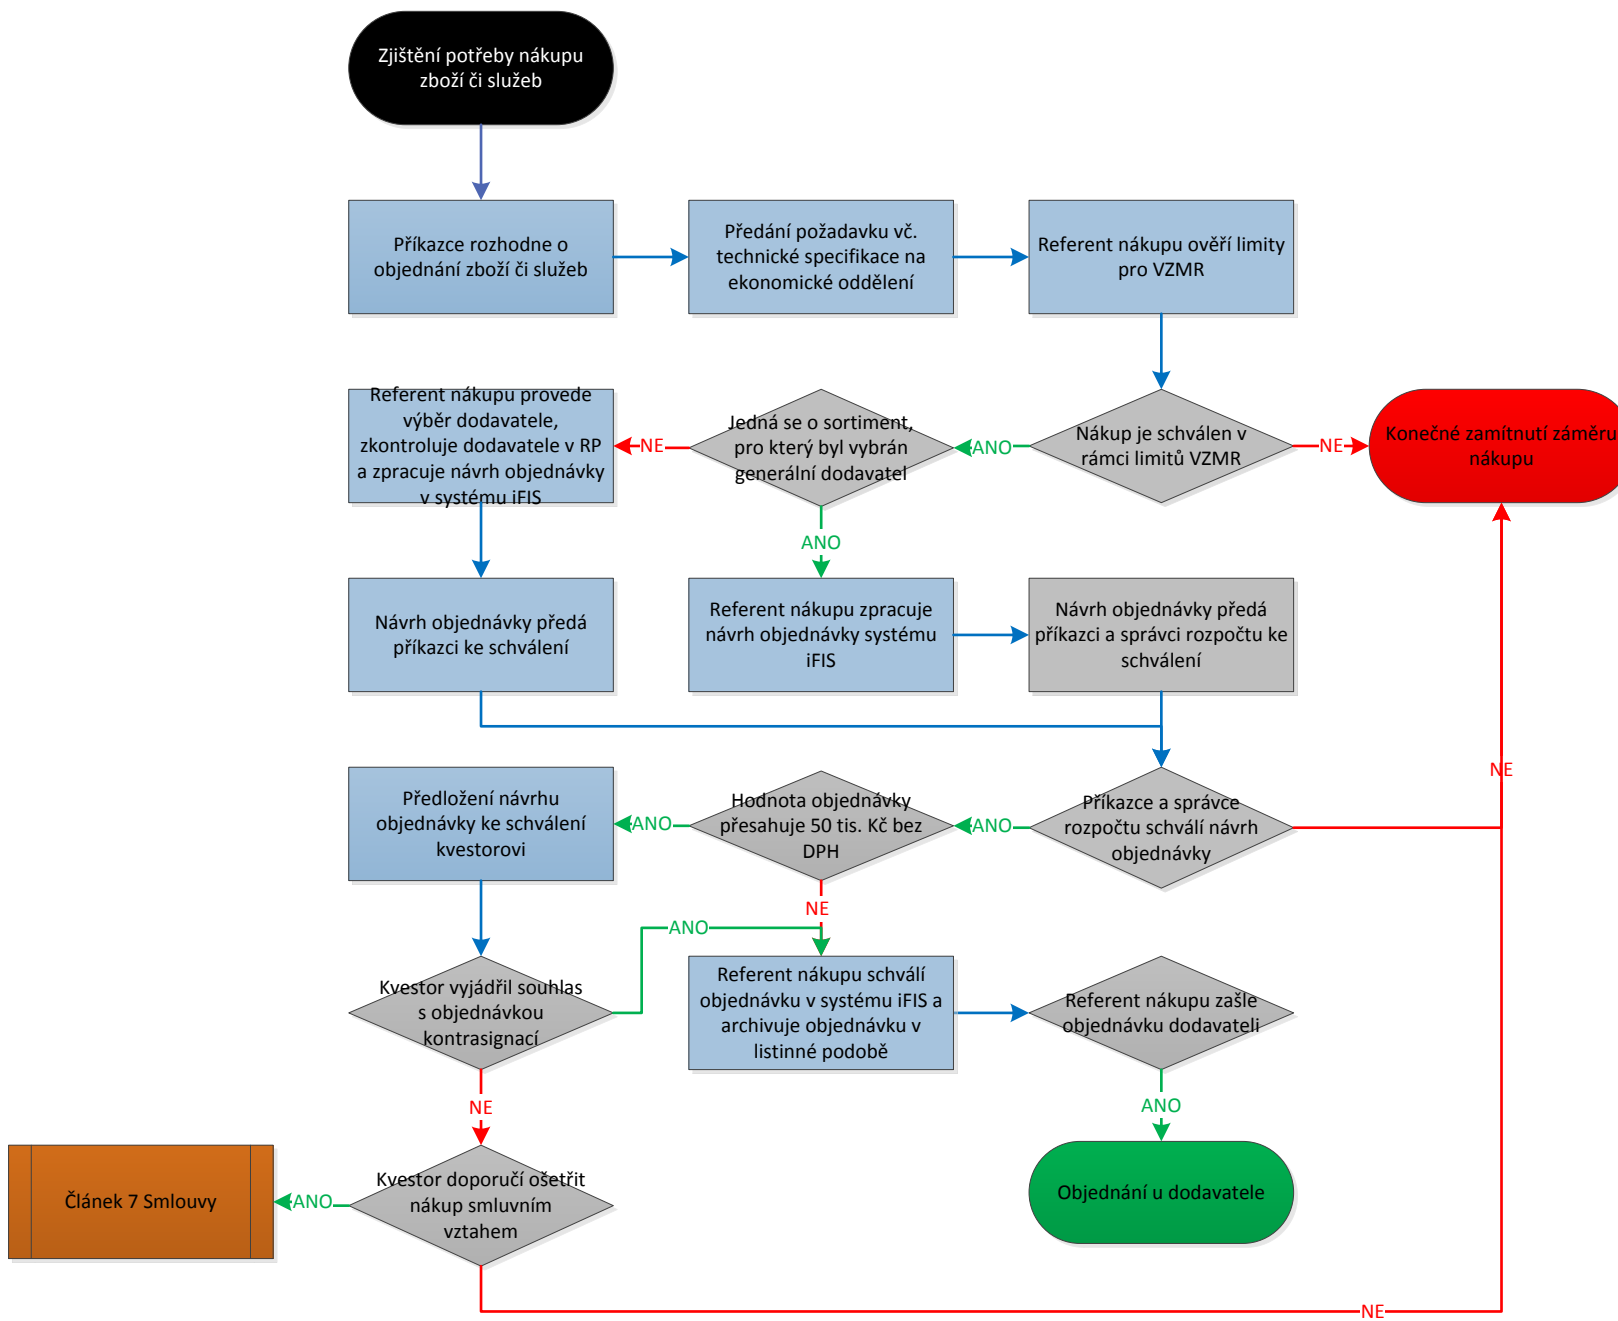 Zjištění potřeby nákupu
zboží či služeb
Příkazce rozhodne o
objednání zboží či služeb
Předání požadavku vč.
technické specifikace na
ekonomické oddělení
Referent nákupu ověří limity
pro VZMR
Referent nákupu provede
výběr dodavatele,
zkontroluje dodavatele v RP
a zpracuje návrh objednávky
v systému iFIS
NE
Jedná se o sortiment,
pro který byl vybrán
generální dodavatel
ANO
Nákup je schválen v
rámci limitů VZMR
NE
Konečné zamítnutí záměru
nákupu
ANO
Návrh objednávky předá
příkazci ke schválení
Referent nákupu zpracuje
návrh objednávky systému
iFIS
Návrh objednávky předá
příkazci a správci rozpočtu ke
schválení
NE
Předložení návrhu
objednávky ke schválení
kvestorovi
ANO
Hodnota objednávky
přesahuje 50 tis. Kč bez
DPH
ANO
Příkazce a správce
rozpočtu schválí návrh
objednávky
NE
ANO
Kvestor vyjádřil souhlas
s objednávkou
kontrasignací
Referent nákupu schválí
objednávku v systému iFIS a
archivuje objednávku v
listinné podobě
Referent nákupu zašle
objednávku dodavateli
NE
ANO
Článek 7 Smlouvy
ANO
Kvestor doporučí ošetřit
nákup smluvním
vztahem
Objednání u dodavatele
NE